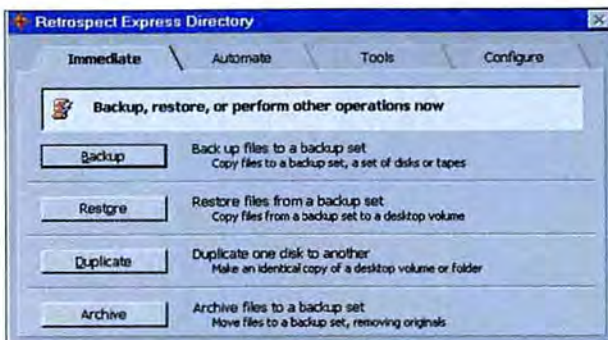 Retrospect Express Directory
Immediate
Automate
Tools
Configure
Backup, restore, or perform other operations now
Backup
Back up files to a backup set
Copy files to a backup set, a set of disks or tapes
Restore
Restore files from a backup set
Copy files from a backup set to a desktop volume
Duplicate
Duplicate one disk to another
Make an identical copy of a desktop volume or folder
Archive
Archive files to a backup set
Move files to backup set, removing originals